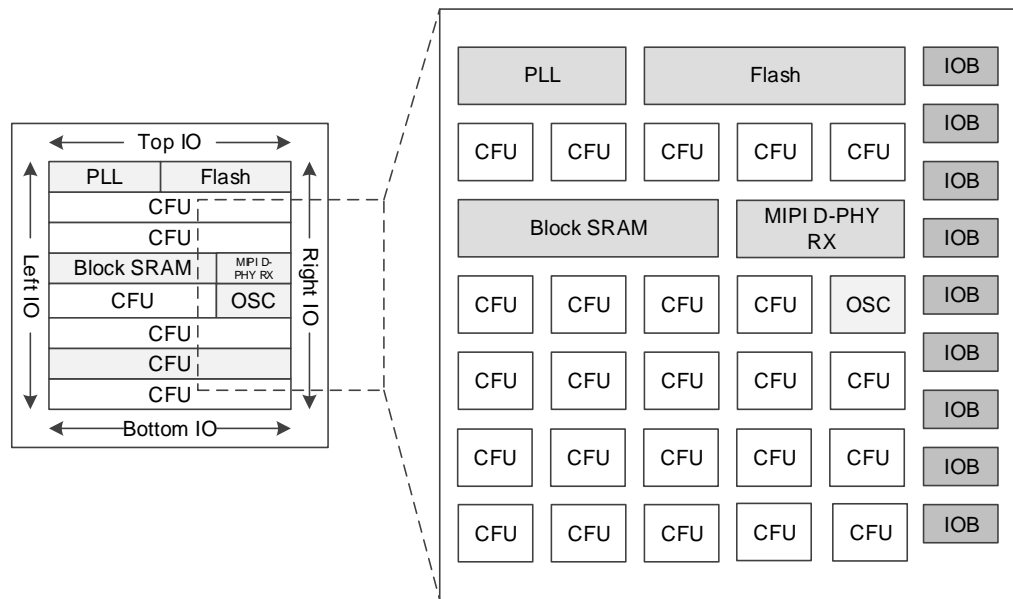 Top IO
PLL Flash
CFU
CFU
Block SRAM MIPI D-
PHY RX
CFU OSC
CFU
CFU
CFU
Bottom IO
Left IO
Right IO
PLL Flash IOB
IOB
CFU CFU CFU CFU CFU
IOB
Block SRAM MIPI D-PHY
RX
IOB
CFU CFU CFU CFU OSC IOB
IOB
CFU CFU CFU CFU CFU
IOB
CFU CFU CFU CFU CFU IOB
CFU CFU CFU CFU CFU IOB